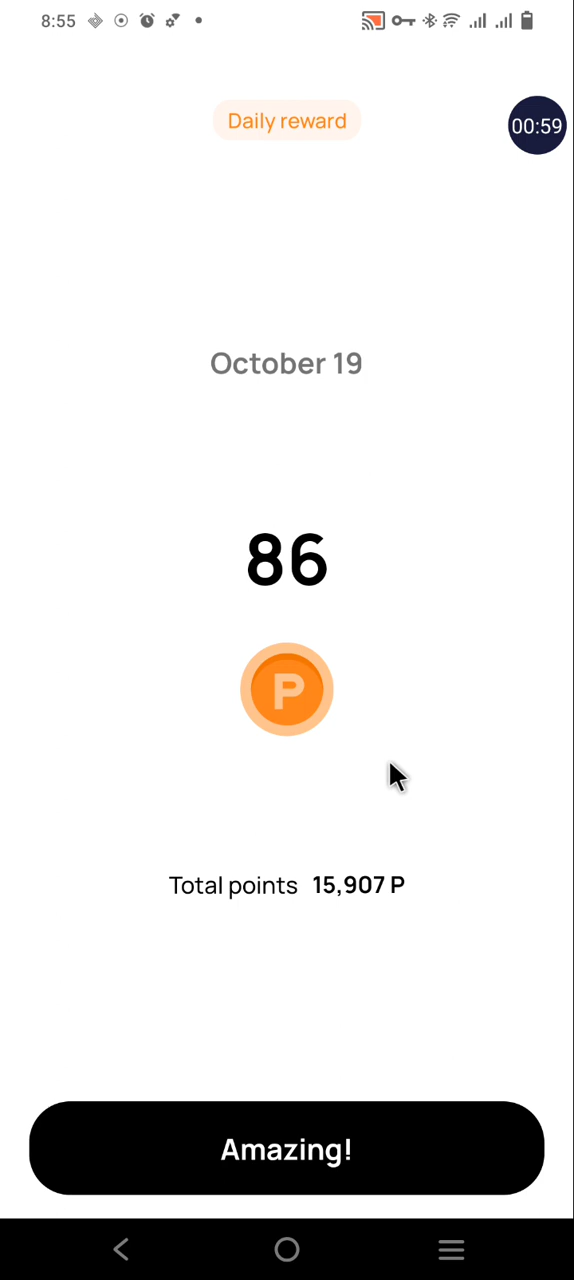 8:55
Daily reward
00:59
October 19
86
P
Total points 15,907 P
Amazing!